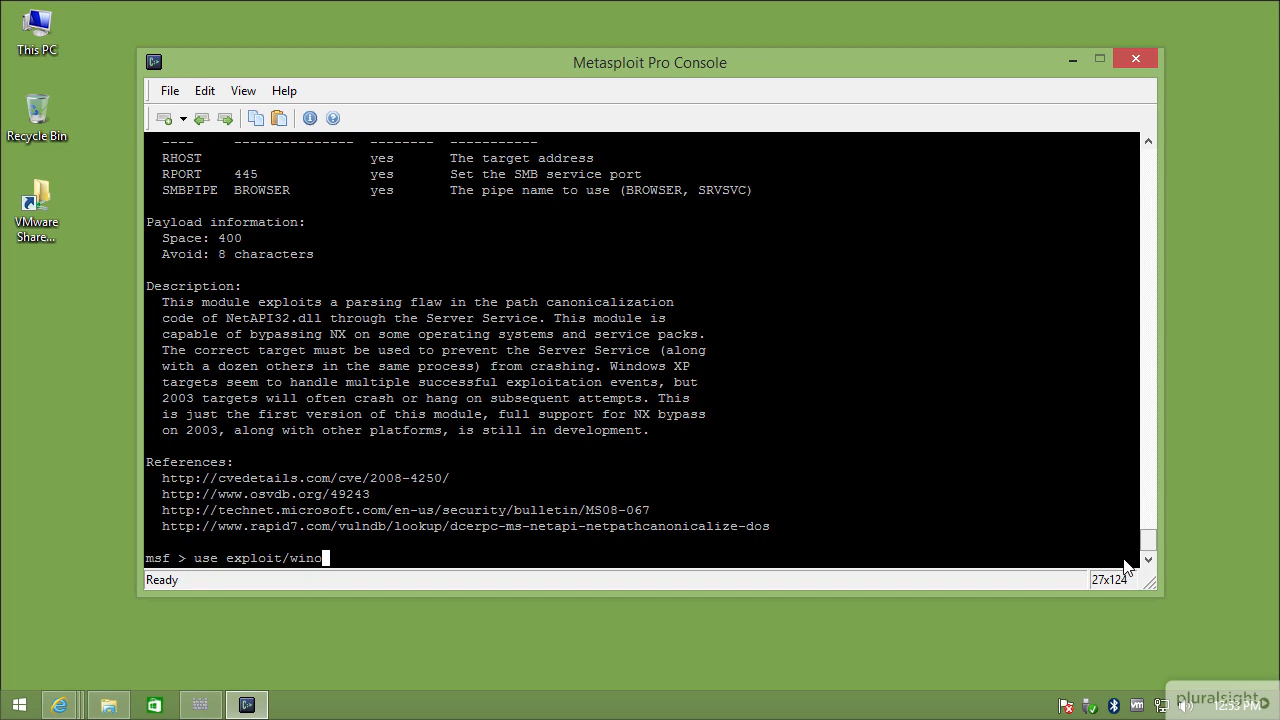 This PC
Recycle Bin
VMware
Share...
Metasploit Pro Console
File Edit View Help
---- --------------- -------- -----------
RHOST yes The target address
RPORT 445 yes Set the SMB service port
SMBPIPE BROWSER yes The pipe name to use (BROWSER, SRVSVC)
Payload information:
Space: 400
Avoid: 8 characters
Description:
This module exploits a parsing flaw in the path canonicalization
code of NetAPI32.dll through the Server Service. This module is
capable of bypassing NX on some operating systems and service packs.
The correct target must be used to prevent the Server Service (along
with a dozen others in the same process) from crashing. Windows XP
targets seem to handle multiple successful exploitation events, but
2003 targets will often crash or hang on subsequent attempts. This
is just the first version of this module, full support for NX bypass
on 2003, along with other platforms, is still in development.
References:
http://cvedetails.com/cve/2008-4250/
http://www.osvdb.org/49243
http://technet.microsoft.com/en-us/security/bulletin/MS08-067
http://www.rapid7.com/vulndb/lookup/dcerpc-ms-netapi-netpathcanonicalize-dos
msf > use exploit/wino
Ready 27x124
pluralsight
12:53 PM